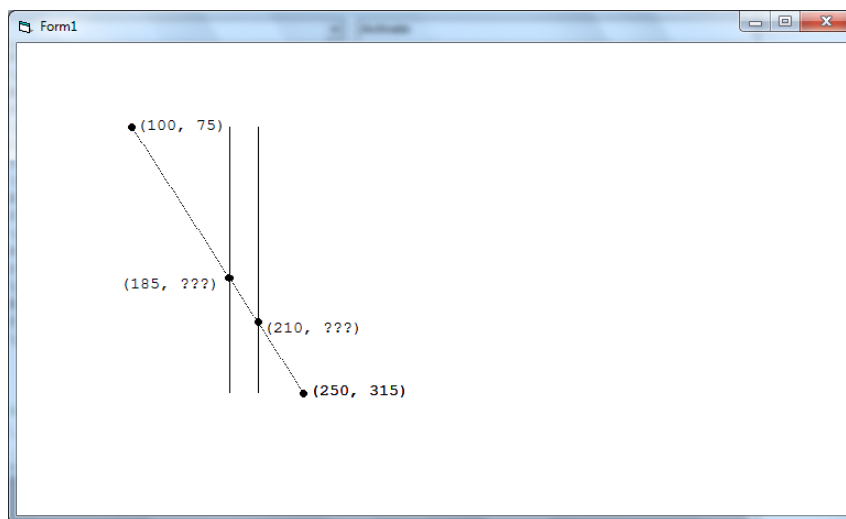 Form1
(100, 75)
(185, ???)
(210, ???)
(250, 315)